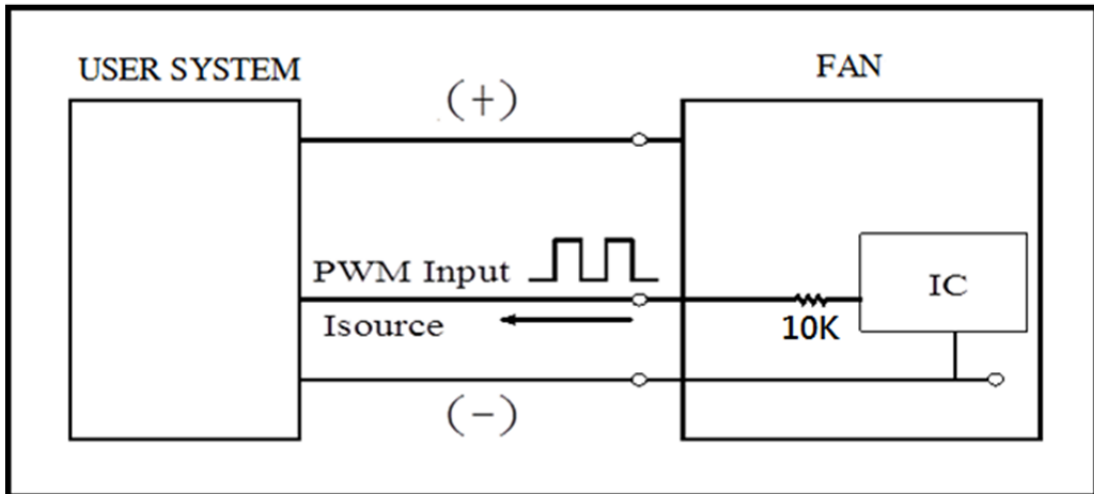 USER SYSTEM
FAN
(+)
PWM Input
Isource
IC
10K
(-)